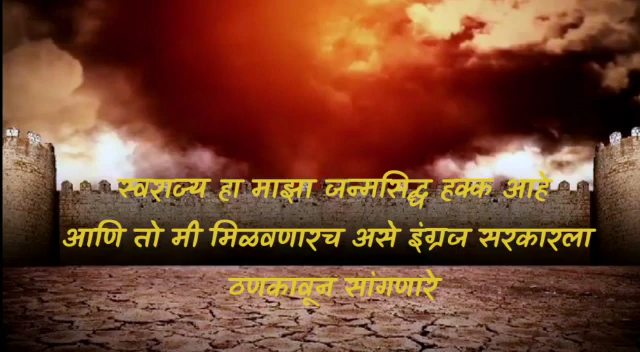 स्वराज्य हा माझा जन्मसिद्ध हक्क आहे
आणि तो मी मिळवणारच असे इंग्रज सरकारला
ठणकावून सांगणारे